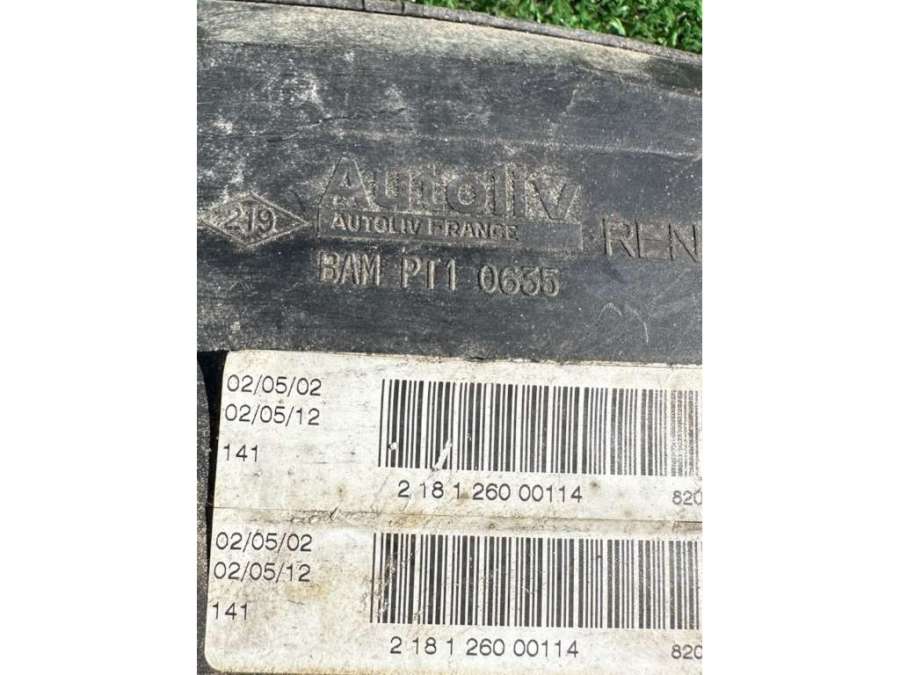 Autoliv
219
AUTOLIV FRANCE
REN
BAM PT1 0635
02/05/02
02/05/12
141
2 18 1 260 00114
820
02/05/02
02/05/12
141
2 18 1 260 00114
820